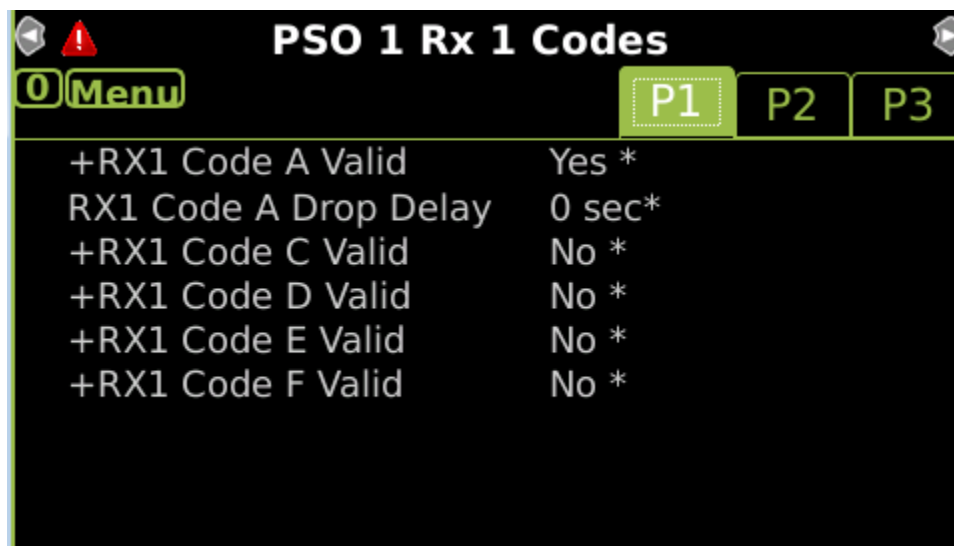 ! PSO 1 Rx 1 Codes
0 Menu P1 P2 P3
+RX1 Code A Valid Yes *
RX1 Code A Drop Delay 0 sec*
+RX1 Code C Valid No *
+RX1 Code D Valid No *
+RX1 Code E Valid No *
+RX1 Code F Valid No *